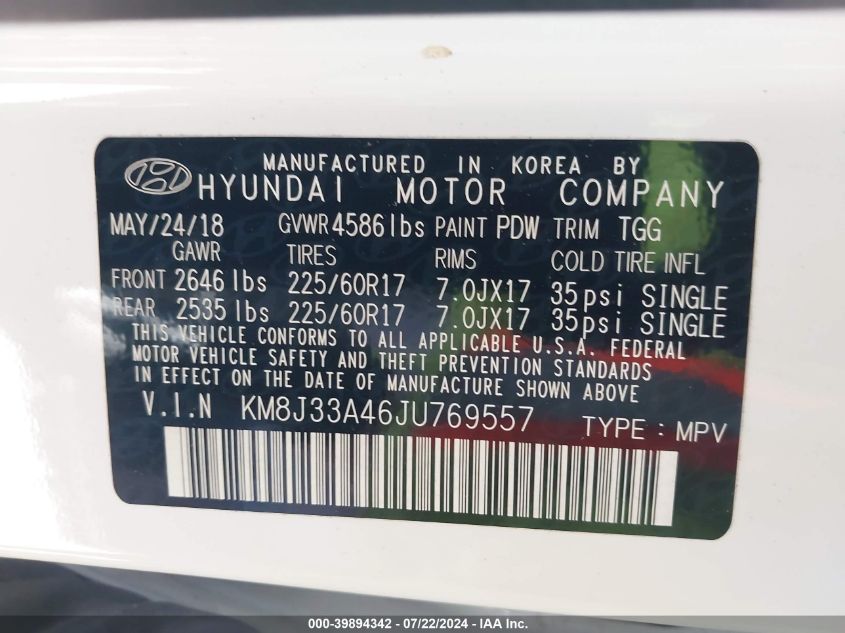 MANUFACTURED IN KOREA BY
HYUNDAI MOTOR COMPANY
MAY/24/18 GVWR 4586 lbs PAINT PDW TRIM TGG
GAWR TIRES RIMS COLD TIRE INFL
FRONT 2646 lbs 225/60R17 7.0JX17 35psi SINGLE
REAR 2535 lbs 225/60R17 7.0JX17 35psi SINGLE
THIS VEHICLE CONFORMS TO ALL APPLICABLE U.S.A. FEDERAL
MOTOR VEHICLE SAFETY AND THEFT PREVENTION STANDARDS
IN EFFECT ON THE DATE OF MANUFACTURE SHOWN ABOVE
V.I.N KM8J33A46JU769557 TYPE : MPV
000-39894342 - 07/22/2024 - IAA Inc.